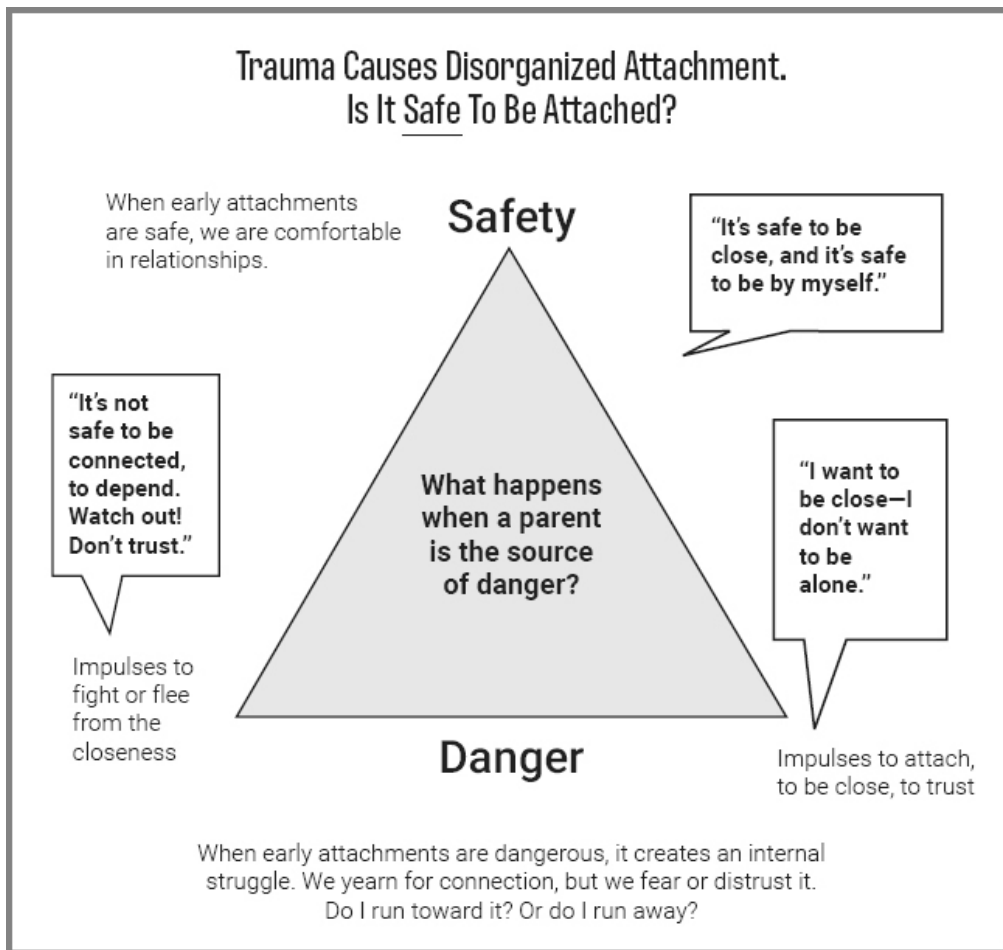 Trauma Causes Disorganized Attachment.
Is It Safe To Be Attached?
When early attachments
are safe, we are comfortable
in relationships.
Safety
“It’s safe to be
close, and it’s safe
to be by myself.”
“It’s not
safe to be
connected,
to depend.
Watch out!
Don’t trust.”
What happens
when a parent
is the source
of danger?
“I want to
be close—I
don’t want
to be
alone.”
Impulses to
fight or flee
from the
closeness
Danger
Impulses to attach,
to be close, to trust
When early attachments are dangerous, it creates an internal
struggle. We yearn for connection, but we fear or distrust it.
Do I run toward it? Or do I run away?